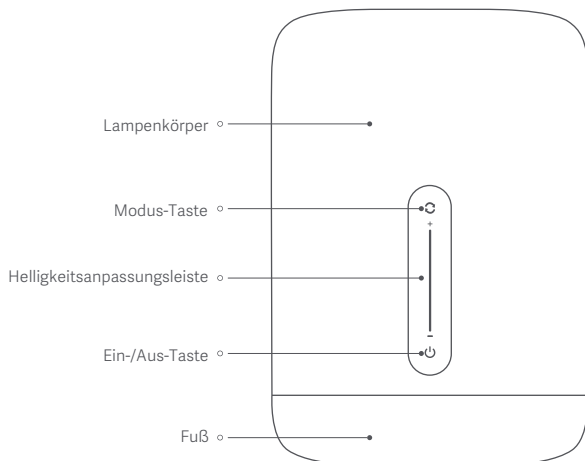 Lampenkörper
Modus-Taste
+
Helligkeitsanpassungsleiste
-
Ein-/Aus-Taste
Fuß